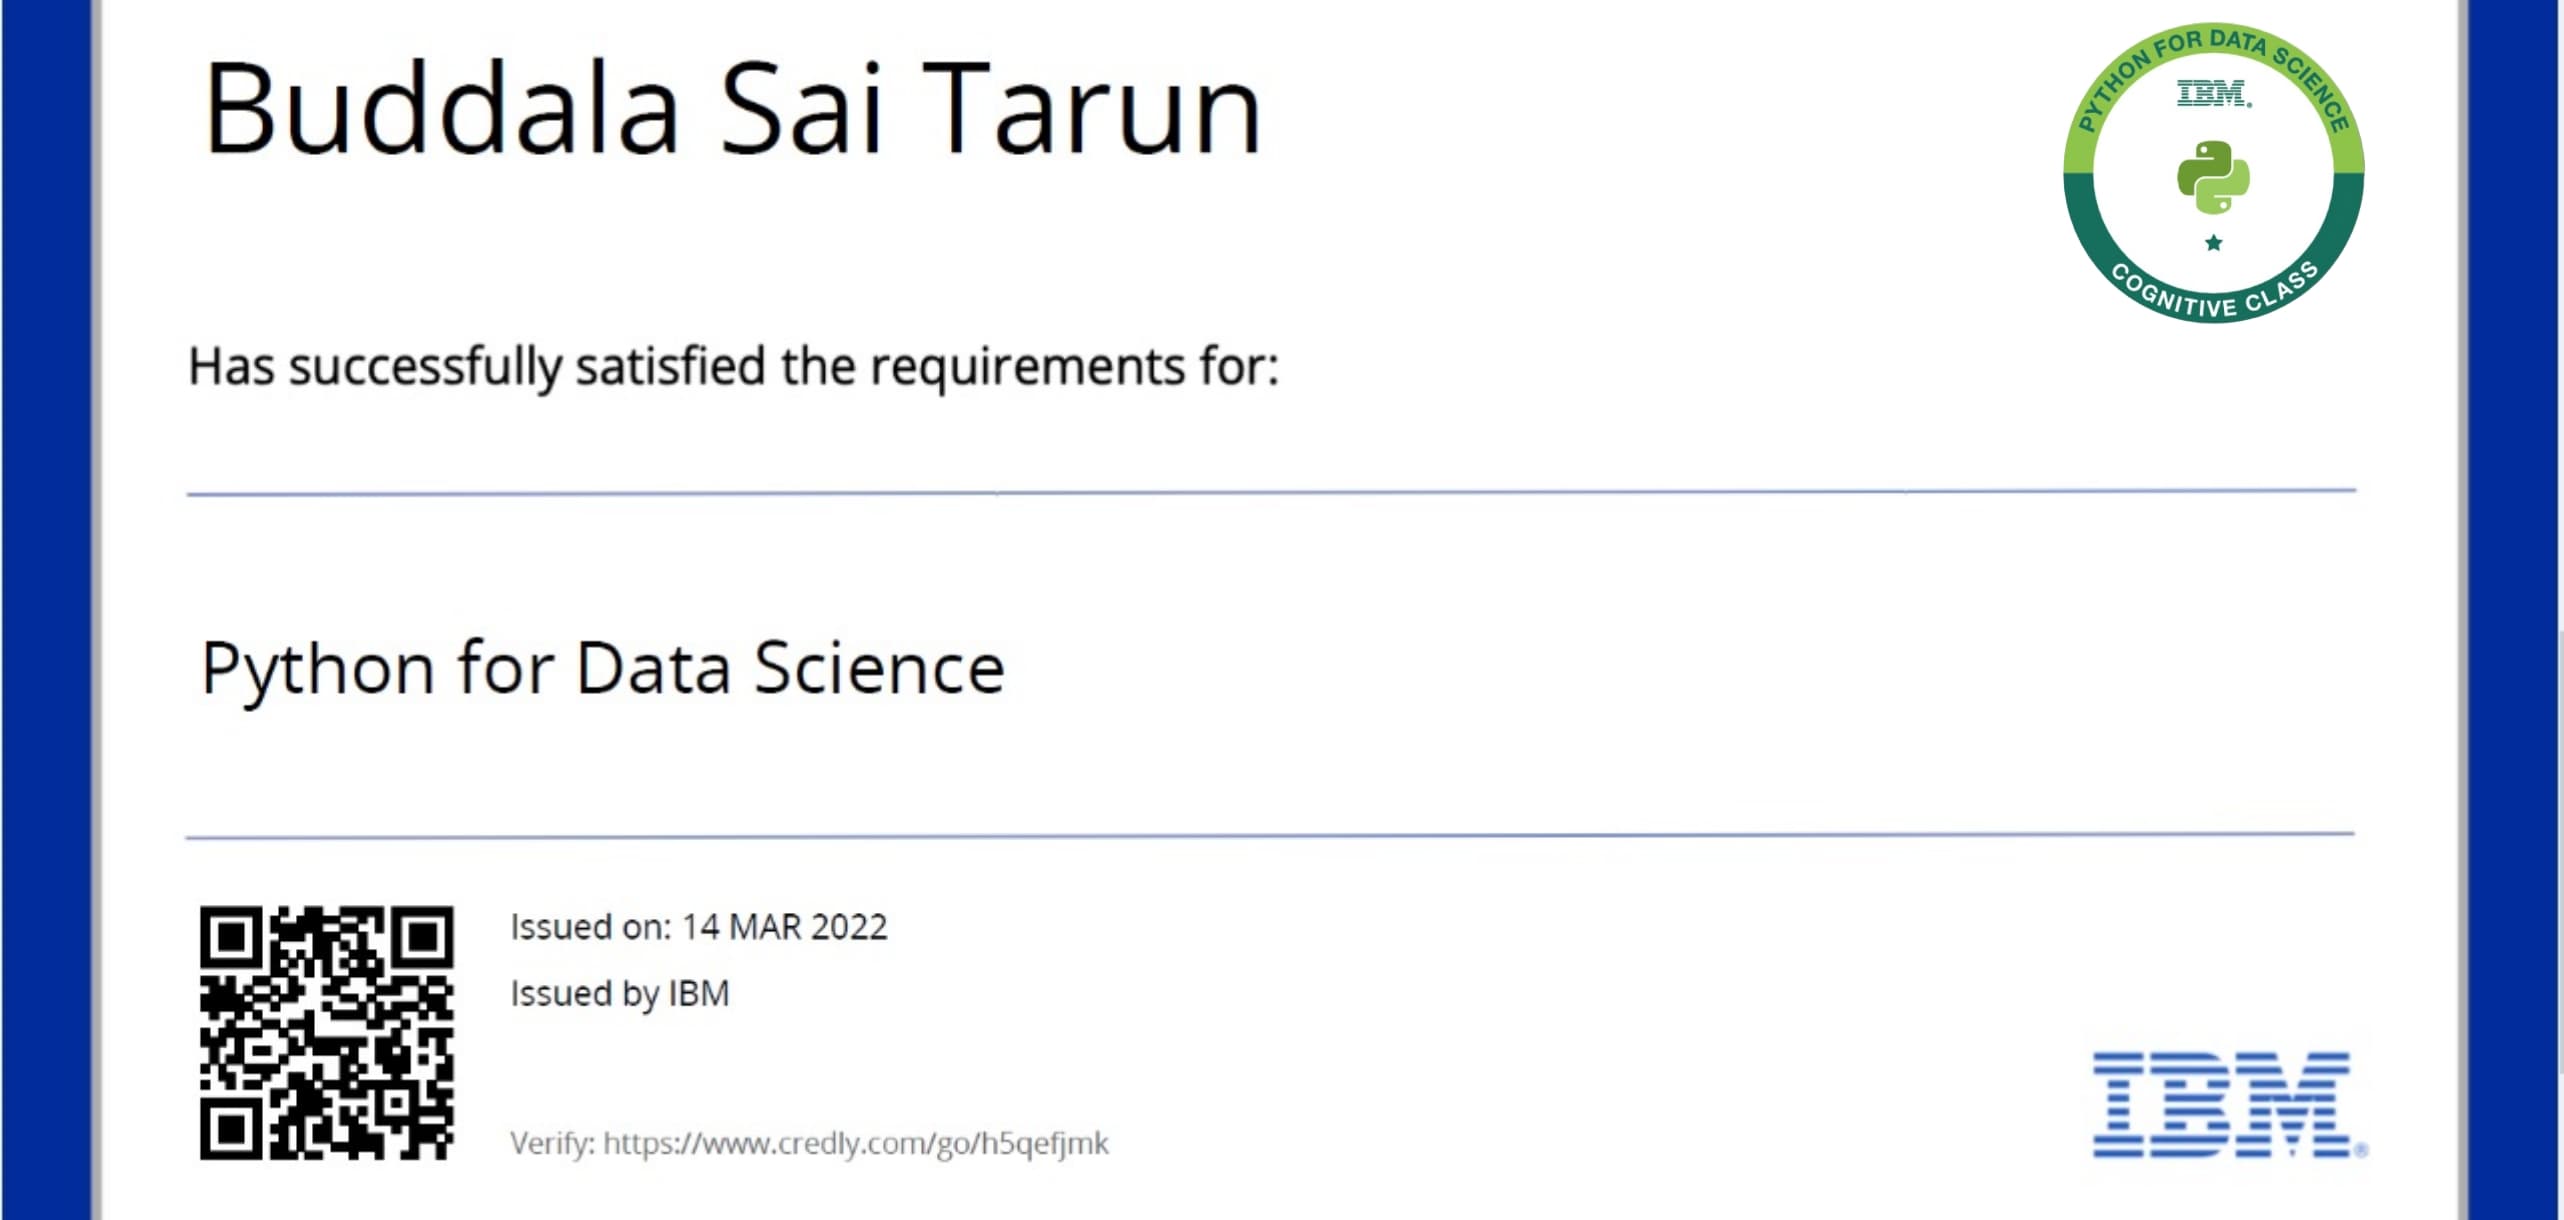 Buddala Sai Tarun
PYTHON FOR DATA SCIENCE
IBM®
COGNITIVE CLASS
Has successfully satisfied the requirements for:
Python for Data Science
Issued on: 14 MAR 2022
Issued by IBM
Verify: https://www.credly.com/go/h5qefjmk
IBM®